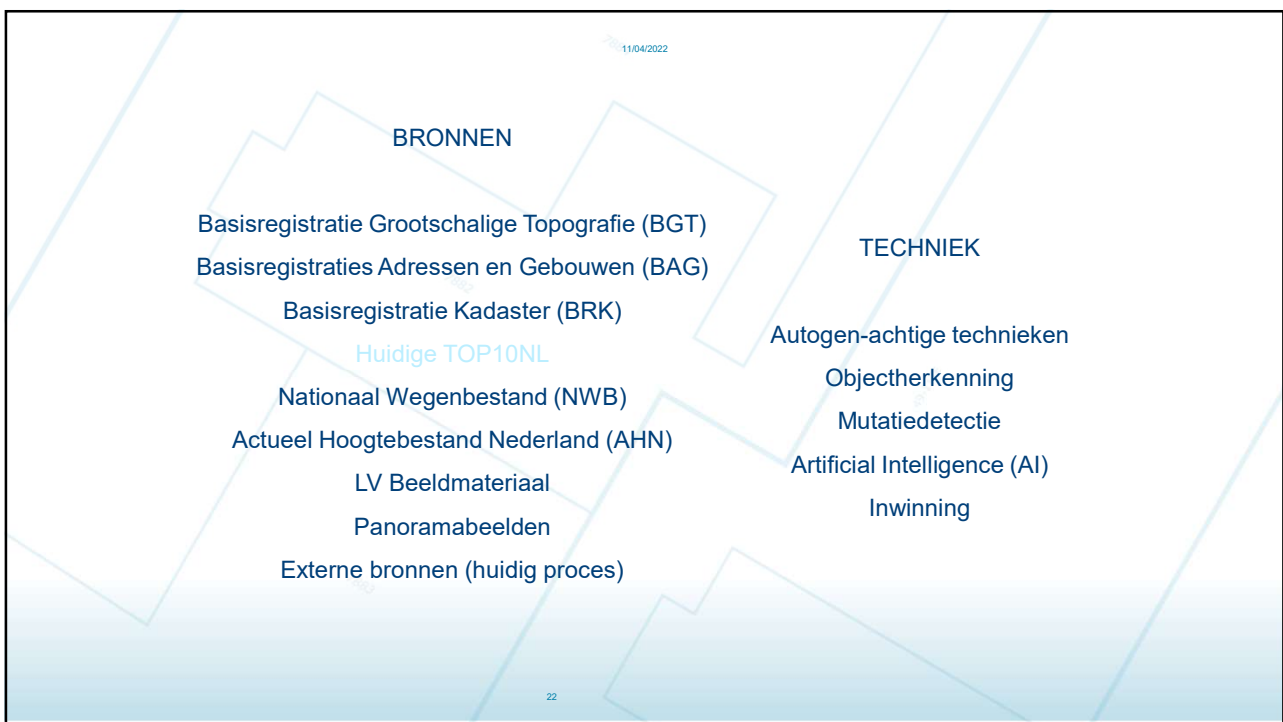 11/04/2022
BRONNEN
Basisregistratie Grootschalige Topografie (BGT)
Basisregistraties Adressen en Gebouwen (BAG)
Basisregistratie Kadaster (BRK)
Huidige TOP10NL
Nationaal Wegenbestand (NWB)
Actueel Hoogtebestand Nederland (AHN)
LV Beeldmateriaal
Panoramabeelden
Externe bronnen (huidig proces)
TECHNIEK
Autogen-achtige technieken
Objectherkenning
Mutatiedetectie
Artificial Intelligence (AI)
Inwinning
22